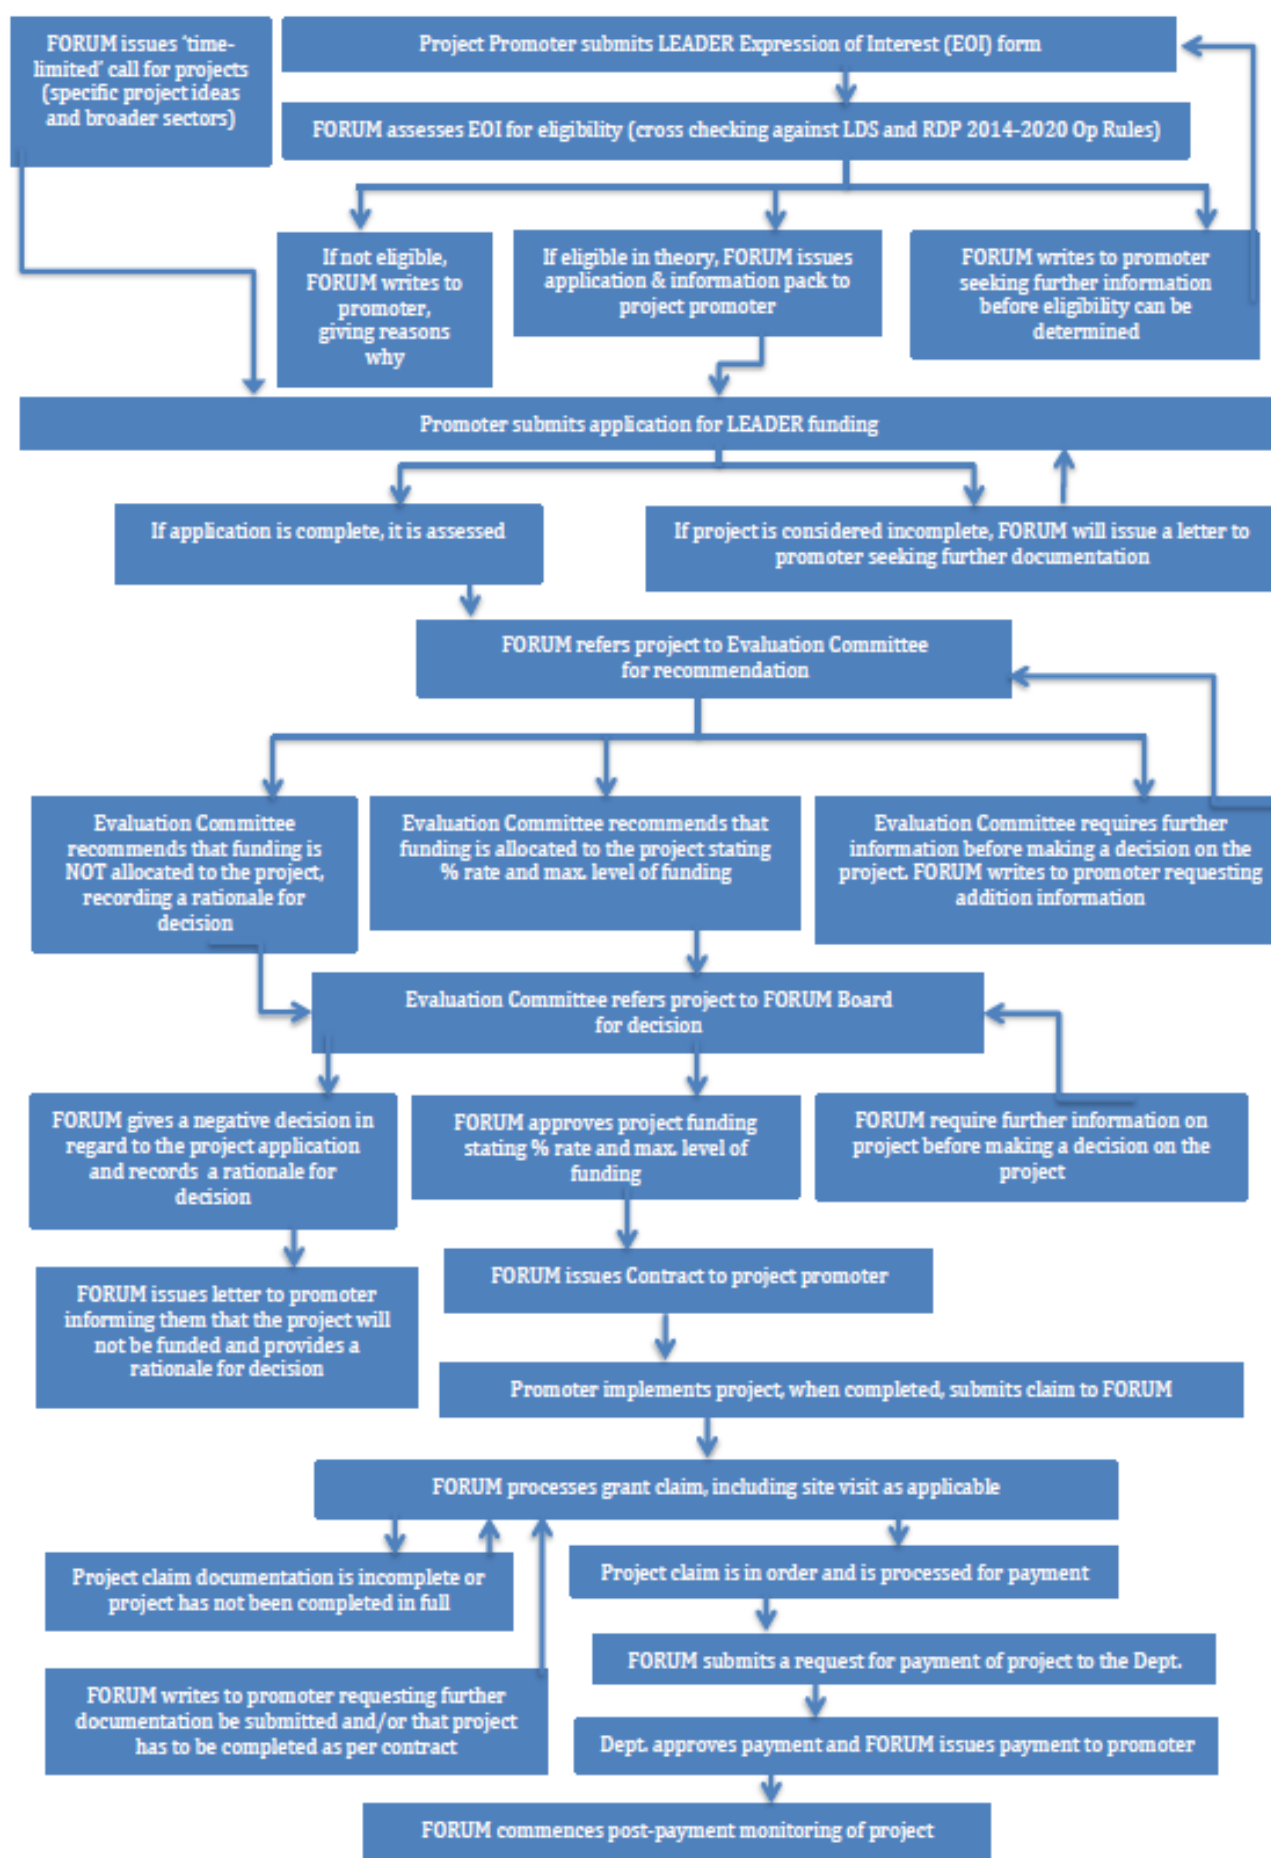 FORUM issues 'time-
limited' call for projects
(specific project ideas
and broader sectors)
Project Promoter submits LEADER Expression of Interest (EOI) form
FORUM assesses EOI for eligibility (cross checking against LDS and RDP 2014-2020 Op Rules)
If not eligible,
FORUM writes to
promoter,
giving reasons
why
If eligible in theory, FORUM issues
application & information pack to
project promoter
FORUM writes to promoter
seeking further information
before eligibility can be
determined
Promoter submits application for LEADER funding
If application is complete, it is assessed
If project is considered incomplete, FORUM will issue a letter to
promoter seeking further documentation
FORUM refers project to Evaluation Committee
for recommendation
Evaluation Committee
recommends that funding is
NOT allocated to the project,
recording a rationale for
decision
Evaluation Committee recommends that
funding is allocated to the project stating
% rate and max. level of funding
Evaluation Committee requires further
information before making a decision on the
project. FORUM writes to promoter requesting
addition information
Evaluation Committee refers project to FORUM Board
for decision
FORUM gives a negative decision in
regard to the project application
and records a rationale for
decision
FORUM approves project funding
stating % rate and max. level of
funding
FORUM require further information on
project before making a decision on the
project
FORUM issues letter to promoter
informing them that the project will
not be funded and provides a
rationale for decision
FORUM issues Contract to project promoter
Promoter implements project, when completed, submits claim to FORUM
FORUM processes grant claim, including site visit as applicable
Project claim documentation is incomplete or
project has not been completed in full
Project claim is in order and is processed for payment
FORUM writes to promoter requesting further
documentation be submitted and/or that project
has to be completed as per contract
FORUM submits a request for payment of project to the Dept.
Dept. approves payment and FORUM issues payment to promoter
FORUM commences post-payment monitoring of project